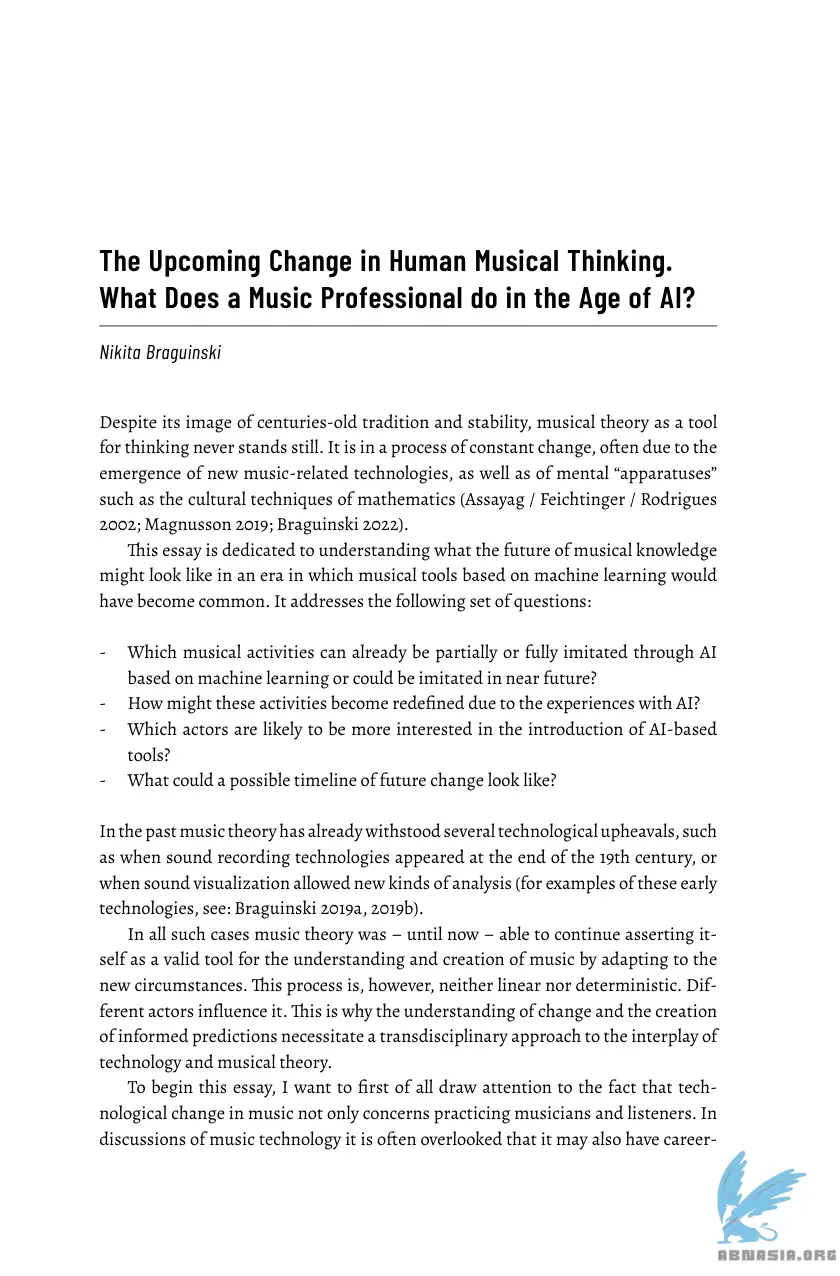 The Upcoming Change in Human Musical Thinking.
What Does a Music Professional do in the Age of AI?
Nikita Braguinski
Despite its image of centuries-old tradition and stability, musical theory as a tool
for thinking never stands still. It is in a process of constant change, often due to the
emergence of new music-related technologies, as well as of mental “apparatuses”
such as the cultural techniques of mathematics (Assayag / Feichtinger / Rodrigues
2002; Magnusson 2019; Braguinski 2022).
This essay is dedicated to understanding what the future of musical knowledge
might look like in an era in which musical tools based on machine learning would
have become common. It addresses the following set of questions:
- Which musical activities can already be partially or fully imitated through AI
based on machine learning or could be imitated in near future?
- How might these activities become redefined due to the experiences with AI?
- Which actors are likely to be more interested in the introduction of AI-based
tools?
- What could a possible timeline of future change look like?
In the past music theory has already withstood several technological upheavals, such
as when sound recording technologies appeared at the end of the 19th century, or
when sound visualization allowed new kinds of analysis (for examples of these early
technologies, see: Braguinski 2019a, 2019b).
In all such cases music theory was – until now – able to continue asserting it-
self as a valid tool for the understanding and creation of music by adapting to the
new circumstances. This process is, however, neither linear nor deterministic. Dif-
ferent actors influence it. This is why the understanding of change and the creation
of informed predictions necessitate a transdisciplinary approach to the interplay of
technology and musical theory.
To begin this essay, I want to first of all draw attention to the fact that tech-
nological change in music not only concerns practicing musicians and listeners. In
discussions of music technology it is often overlooked that it may also have career-
ABNASIA.ORG